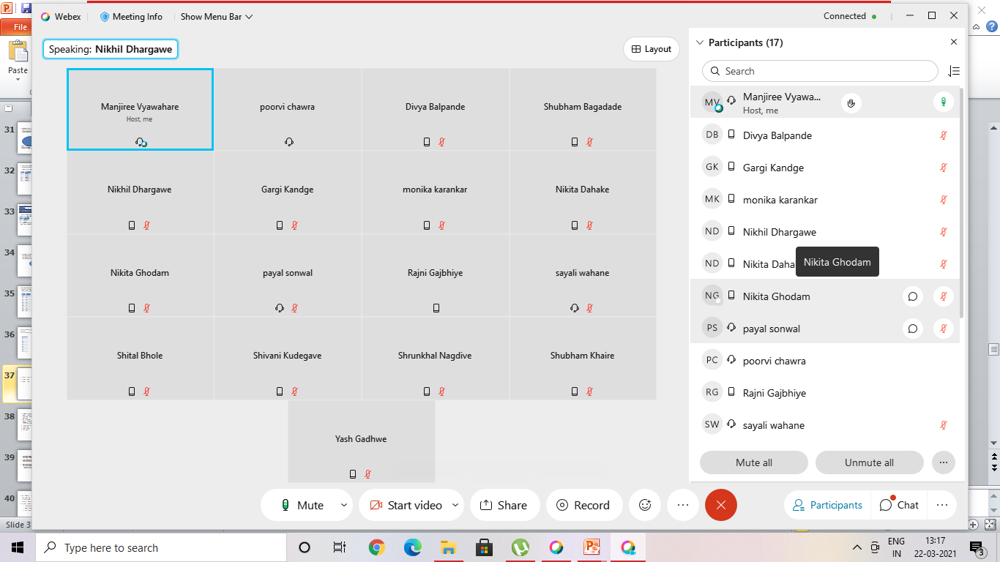 Webex
Meeting Info
Show Menu Bar
Connected
File
Paste
31
32
33
34
35
36
37
38
39
40
Slide 3
Speaking: Nikhil Dhargawe
Layout
Manjiree Vyawahare
Host, me
poorvi chawra
Divya Balpande
Shubham Bagadade
Nikhil Dhargawe
Gargi Kandge
monika karankar
Nikita Dahake
Nikita Ghodam
payal sonwal
Rajni Gajbhiye
sayali wahane
Shital Bhole
Shivani Kudegave
Shrunkhal Nagdive
Shubham Khaire
Yash Gadhwe
Participants (17)
Search
MV Manjiree Vyawa...
Host, me
DB Divya Balpande
GK Gargi Kandge
MK monika karankar
ND Nikhil Dhargawe
ND Nikita Daha
Nikita Ghodam
NG Nikita Ghodam
PS payal sonwal
PC poorvi chawra
RG Rajni Gajbhiye
SW sayali wahane
Mute all
Unmute all
Mute
Start video
Share
Record
Participants
Chat
Type here to search
ENG
IN
13:17
22-03-2021
3